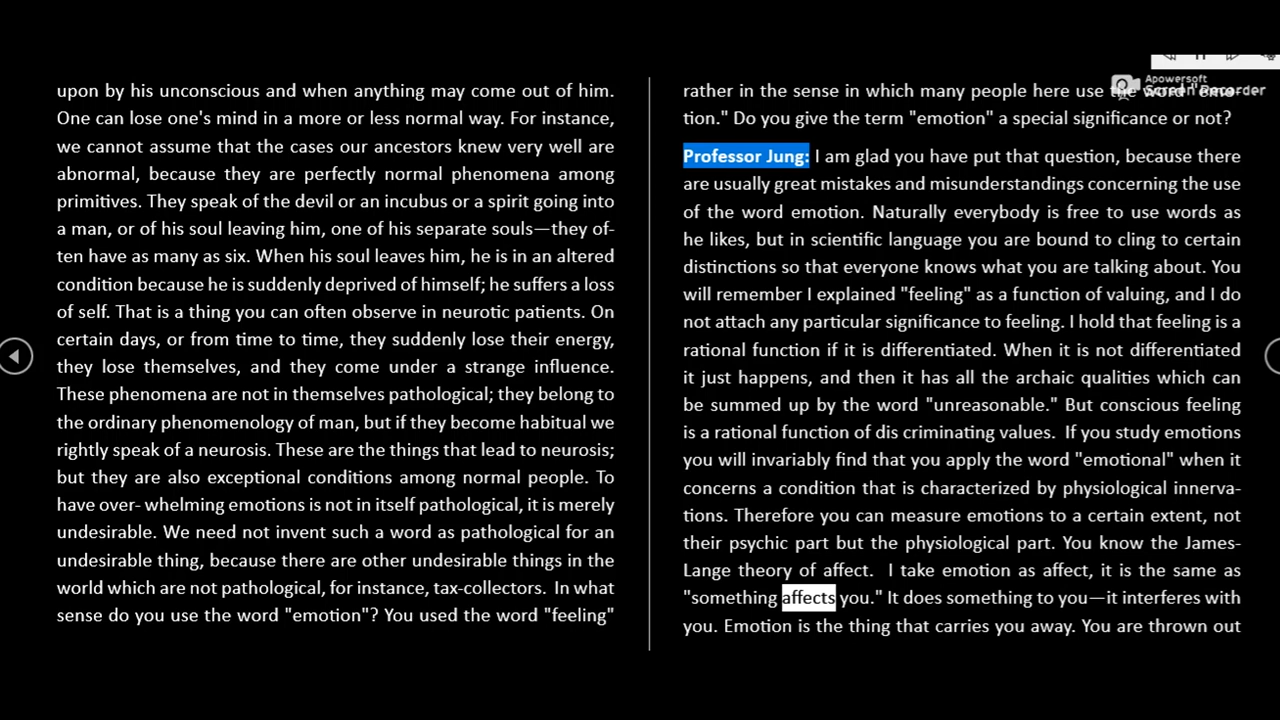 upon by his unconscious and when anything may come out of him.
One can lose one's mind in a more or less normal way. For instance,
we cannot assume that the cases our ancestors knew very well are
abnormal, because they are perfectly normal phenomena among
primitives. They speak of the devil or an incubus or a spirit going into
a man, or of his soul leaving him, one of his separate souls—they of-
ten have as many as six. When his soul leaves him, he is in an altered
condition because he is suddenly deprived of himself; he suffers a loss
of self. That is a thing you can often observe in neurotic patients. On
certain days, or from time to time, they suddenly lose their energy,
they lose themselves, and they come under a strange influence.
These phenomena are not in themselves pathological; they belong to
the ordinary phenomenology of man, but if they become habitual we
rightly speak of a neurosis. These are the things that lead to neurosis;
but they are also exceptional conditions among normal people. To
have over- whelming emotions is not in itself pathological, it is merely
undesirable. We need not invent such a word as pathological for an
undesirable thing, because there are other undesirable things in the
world which are not pathological, for instance, tax-collectors. In what
sense do you use the word "emotion"? You used the word "feeling"
rather in the sense in which many people here use the word "emo-
tion." Do you give the term "emotion" a special significance or not?
Professor Jung: I am glad you have put that question, because there
are usually great mistakes and misunderstandings concerning the use
of the word emotion. Naturally everybody is free to use words as
he likes, but in scientific language you are bound to cling to certain
distinctions so that everyone knows what you are talking about. You
will remember I explained "feeling" as a function of valuing, and I do
not attach any particular significance to feeling. I hold that feeling is a
rational function if it is differentiated. When it is not differentiated
it just happens, and then it has all the archaic qualities which can
be summed up by the word "unreasonable." But conscious feeling
is a rational function of dis criminating values. If you study emotions
you will invariably find that you apply the word "emotional" when it
concerns a condition that is characterized by physiological innerva-
tions. Therefore you can measure emotions to a certain extent, not
their psychic part but the physiological part. You know the James-
Lange theory of affect. I take emotion as affect, it is the same as
"something affects you." It does something to you—it interferes with
you. Emotion is the thing that carries you away. You are thrown out
Apowersoft
Screen Recorder